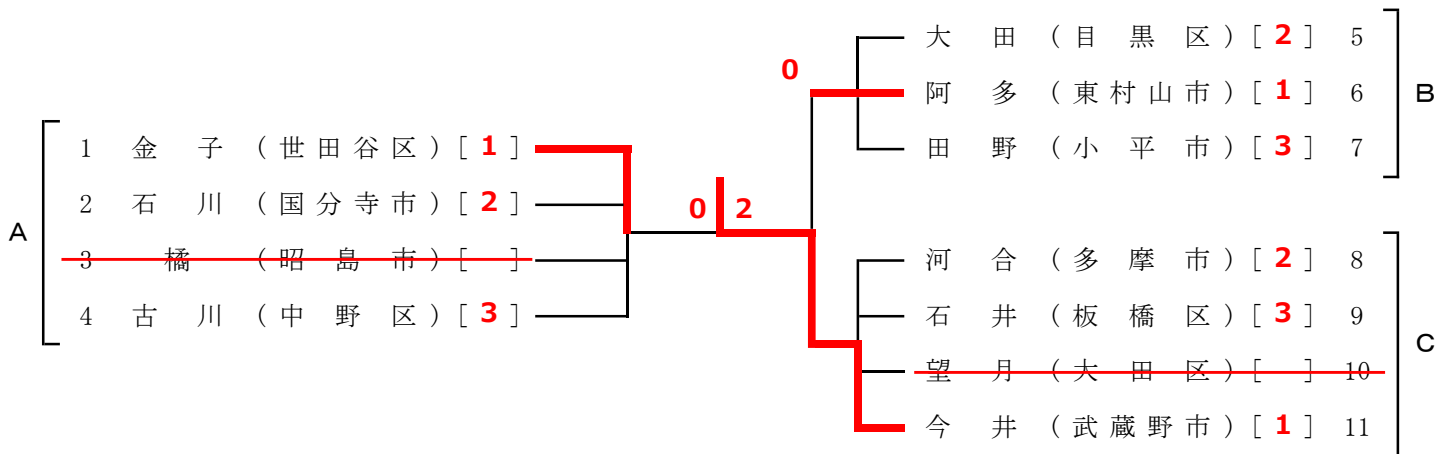 A
1 金子 (世田谷区) [1]
2 石川 (国分寺市) [2]
3 橘 (昭島市) [ ]
4 古川 (中野区) [3]
0 2
0
大田 (目黒区) [2] 5
阿多 (東村山市) [1] 6
田野 (小平市) [3] 7
B
河合 (多摩市) [2] 8
石井 (板橋区) [3] 9
望月 (大田区) [ ] 10
今井 (武蔵野市) [1] 11
C